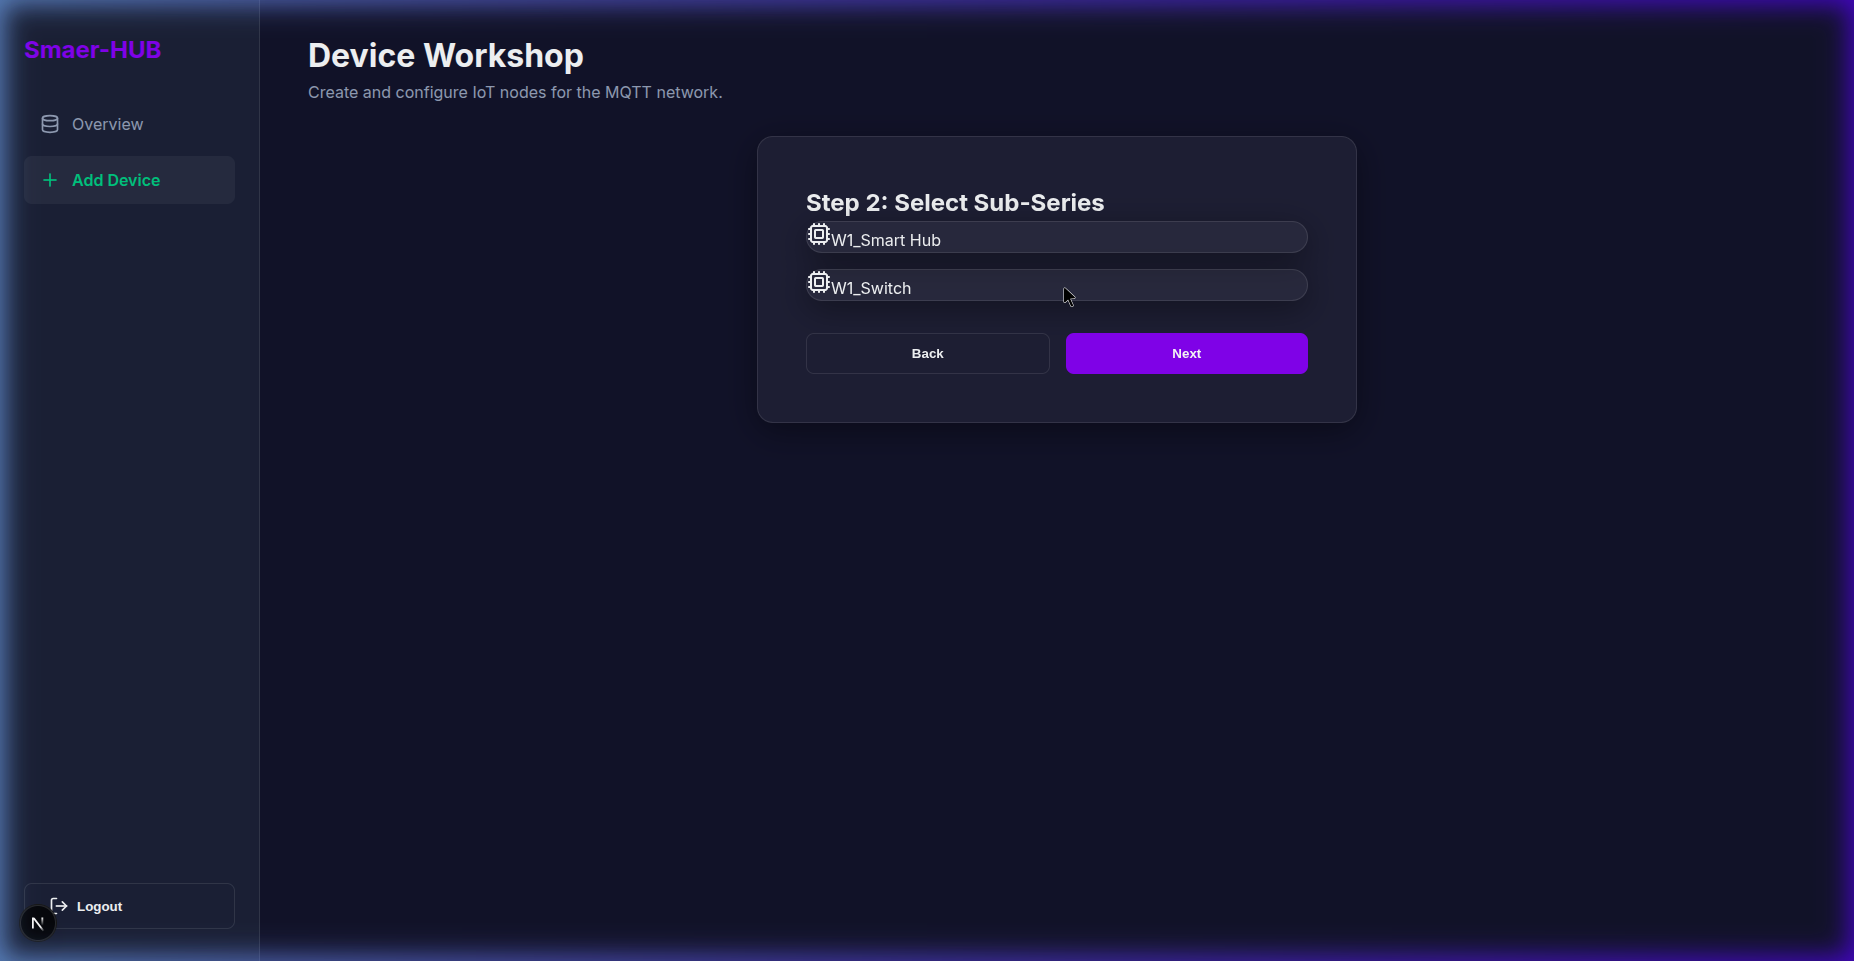 Smaer-HUB
Overview
Add Device
Logout
Device Workshop
Create and configure IoT nodes for the MQTT network.
Step 2: Select Sub-Series
W1_Smart Hub
W1_Switch
Back
Next
N